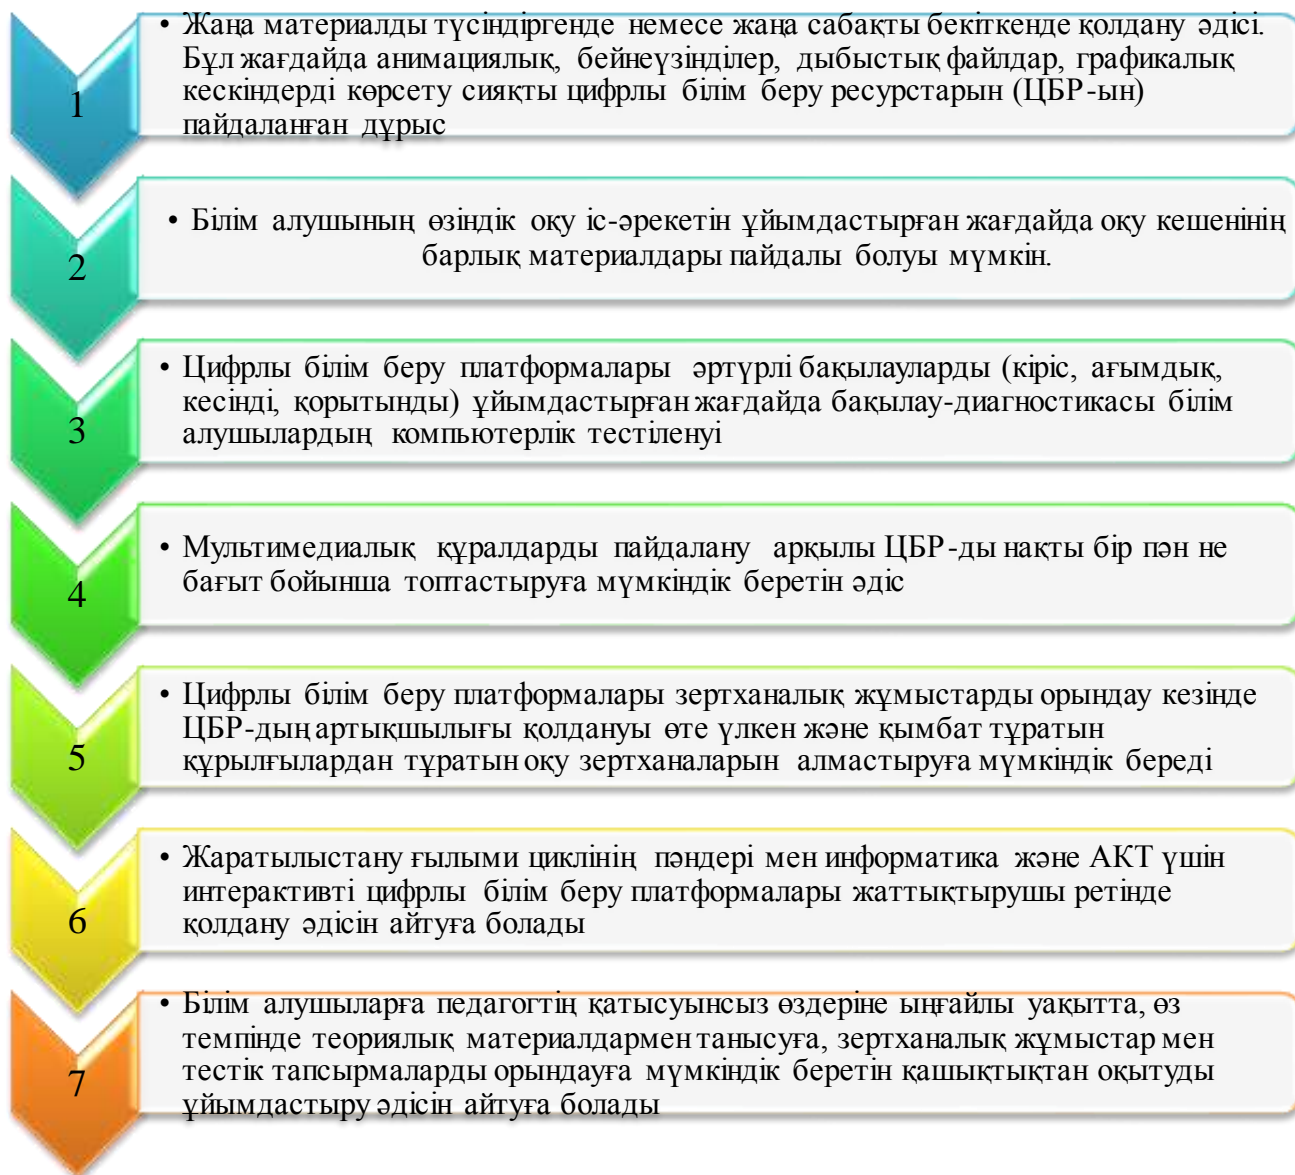 • Жаңа материалды түсіндіргенде немесе жаңа сабақты бекіткенде қолдану әдісі.
Бұл жағдайда анимациялық, бейнеүзінділер, дыбыстық файлдар, графикалық
кескіндерді көрсету сияқты цифрлы білім беру ресурстарын (ЦБР-ын)
пайдаланған дұрыс
1
• Білім алушының өзіндік оқу іс-әрекетін ұйымдастырған жағдайда оқу кешенінің
барлық материалдары пайдалы болуы мүмкін.
2
• Цифрлы білім беру платформалары әртүрлі бақылауларды (кіріс, ағымдық,
кесінді, қорытынды) ұйымдастырған жағдайда бақылау-диагностикасы білім
алушылардың компьютерлік тестіленуі
3
• Мультимедиалық құралдарды пайдалану арқылы ЦБР-ды нақты бір пән не
бағыт бойынша топтастыруға мүмкіндік беретін әдіс
4
• Цифрлы білім беру платформалары зертханалық жұмыстарды орындау кезінде
ЦБР-дың артықшылығы қолдануы өте үлкен және қымбат тұратын
құрылғылардан тұратын оқу зертханаларын алмастыруға мүмкіндік береді
5
• Жаратылыстану ғылыми циклінің пәндері мен информатика және АКТ үшін
интерактивті цифрлы білім беру платформалары жаттықтырушы ретінде
қолдану әдісін айтуға болады
6
• Білім алушыларға педагогтің қатысуынсыз өздеріне ыңғайлы уақытта, өз
темпінде теориялық материалдармен танысуға, зертханалық жұмыстар мен
тестік тапсырмаларды орындауға мүмкіндік беретін қашықтықтан оқытуды
ұйымдастыру әдісін айтуға болады
7